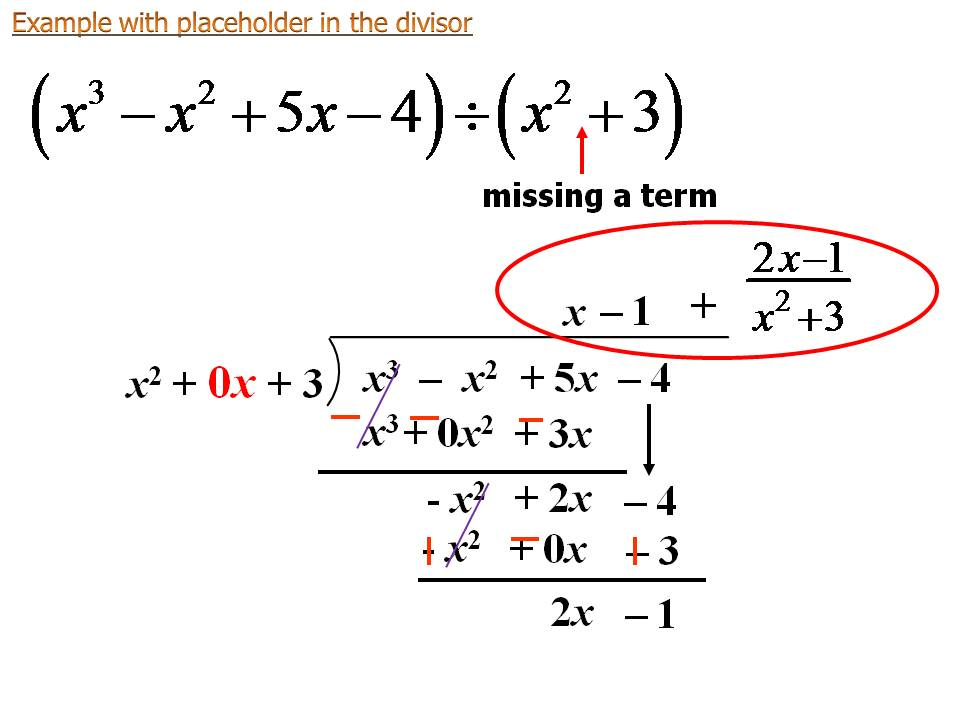 Example with placeholder in the divisor
(x³ − x² + 5x − 4) ÷ (x² + 3)
missing a term
x − 1 + (2x−1)/(x²+3)
x² + 0x + 3 ) x³ − x² + 5x − 4
x³ + 0x² + 3x
- x² + 2x − 4
- x² + 0x − 3
2x − 1